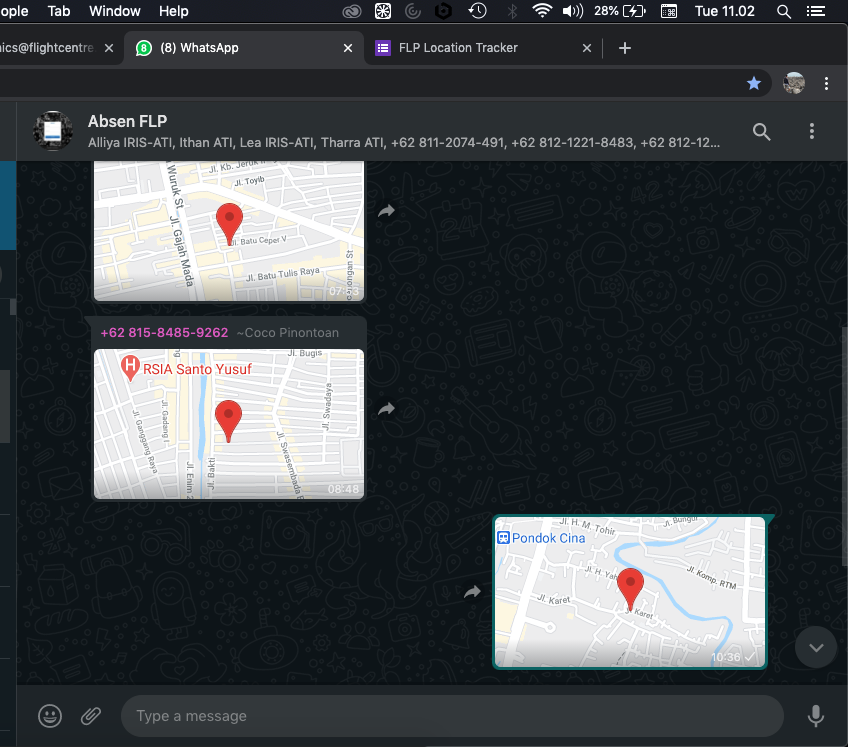 ople Tab Window Help 28% Tue 11.02
ics@flightcentre
8 (8) WhatsApp
FLP Location Tracker
Absen FLP
Alliya IRIS-ATI, Ithan ATI, Lea IRIS-ATI, Tharra ATI, +62 811-2074-491, +62 812-1221-8483, +62 812-12...
Jl. Kb. Jeruk
Jl. Toyib
Wuruk St
Jl. Gajah Mada
Jl. Batu Ceper V
Jl. Batu Tulis Raya
+62 815-8485-9262 ~Coco Pinontoan
Jl. Bugis
H RSIA Santo Yusuf
Jl. Gadang I
Jl. Ganggang Raya
Jl. Enim
Jl. Bakti
Jl. Swadaya
Jl. Swasembada
08:48
Jl. H. M. Tohir
Jl. Bungur
Pondok Cina
Jl. Komp. RTM
Jl. H. Ya
Jl. Karet
Jl. Karet
10:36
Type a message